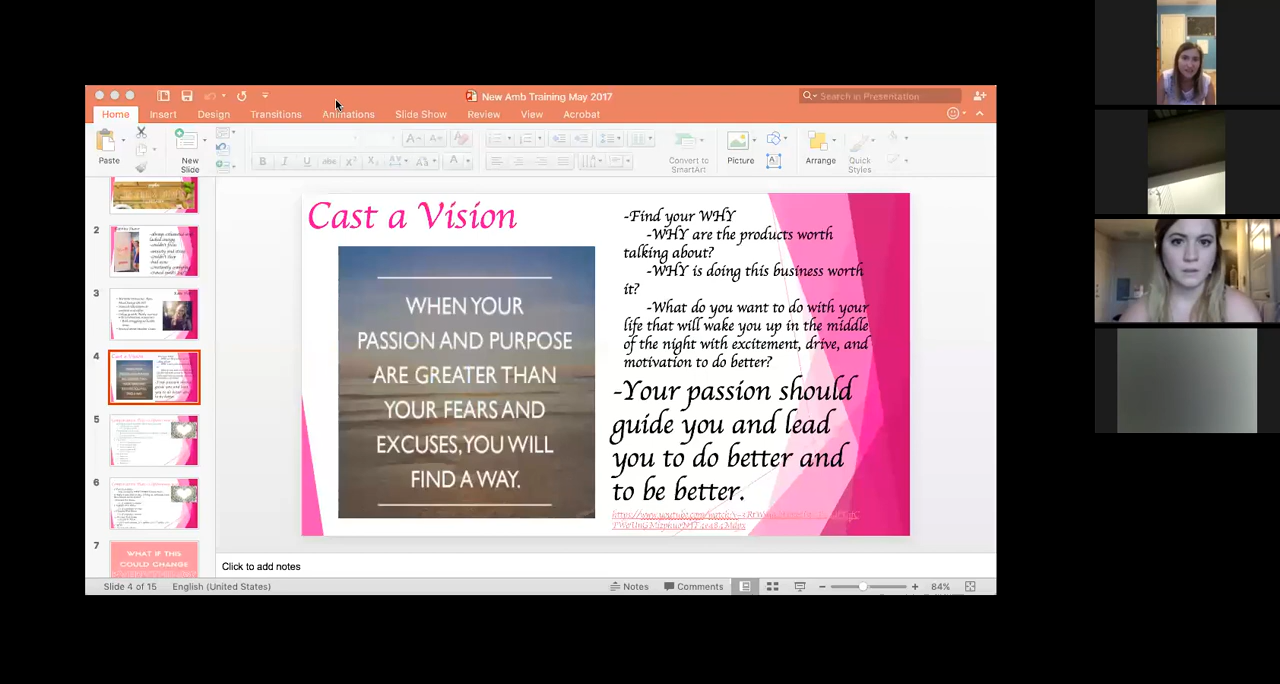 New Amb Training May 2017
Search in Presentation
Home Insert Design Transitions Animations Slide Show Review View Acrobat
Paste
New
Slide
Convert to
SmartArt
Picture
Arrange
Quick
Styles
2
3
4
Cast a Vision
5
6
7
WHAT IF THIS
COULD CHANGE
Cast a Vision
WHEN YOUR
PASSION AND PURPOSE
ARE GREATER THAN
YOUR FEARS AND
EXCUSES, YOU WILL
FIND A WAY.
-Find your WHY
-WHY are the products worth
talking about?
-WHY is doing this business worth
it?
-What do you want to do with your
life that will wake you up in the middle
of the night with excitement, drive, and
motivation to do better?
-Your passion should
guide you and lead
you to do better and
to be better.
Click to add notes
Slide 4 of 15 English (United States) Notes Comments 84%